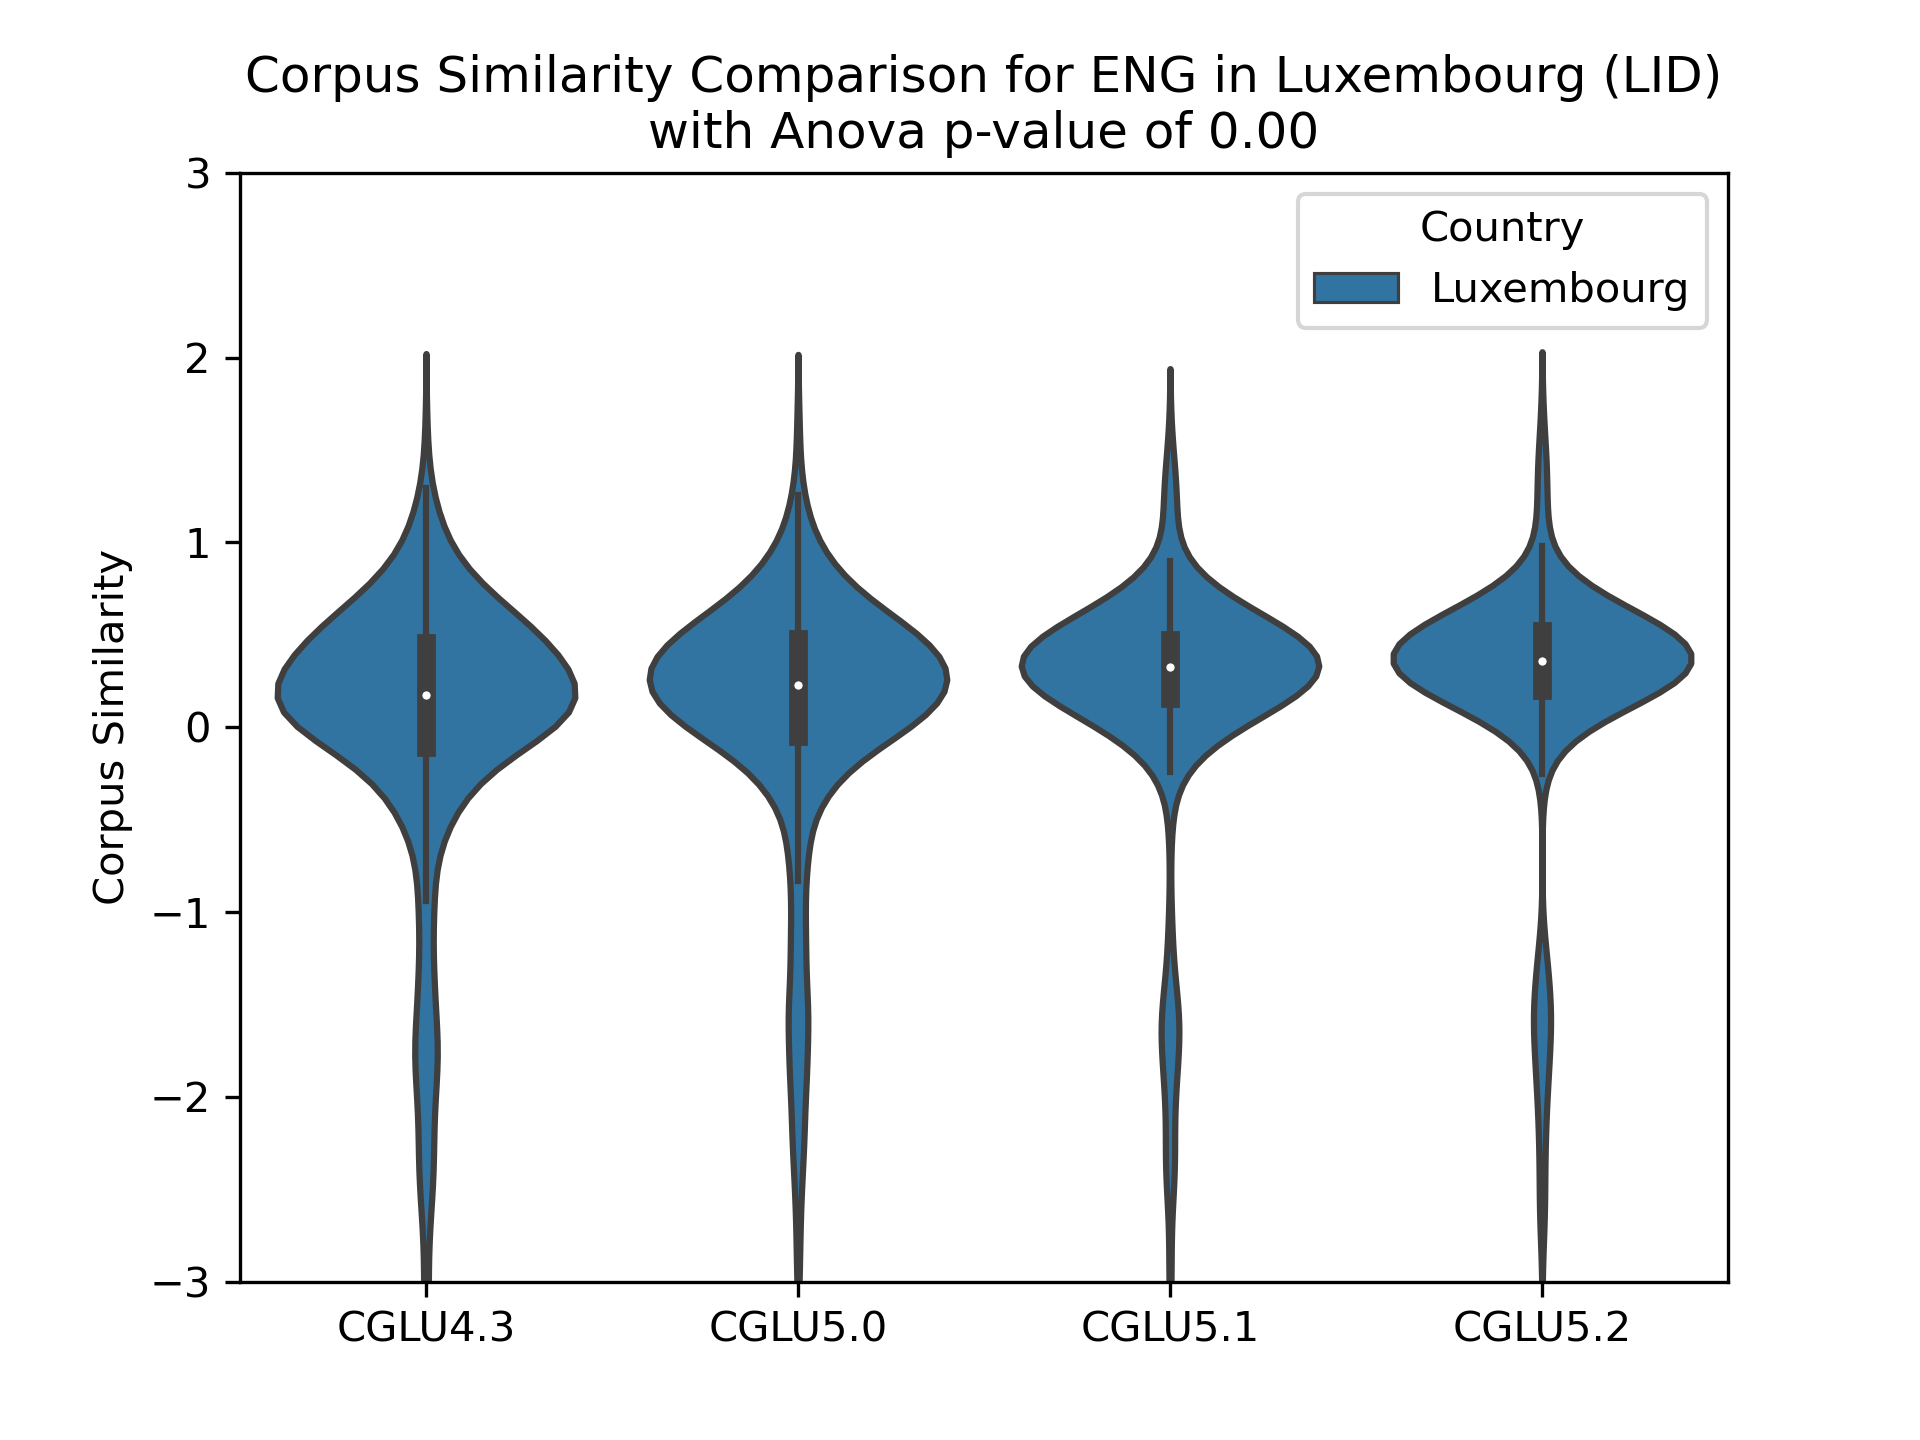 Corpus Similarity Comparison for ENG in Luxembourg (LID)
with Anova p-value of 0.00
3
2
1
0
−1
−2
−3
Corpus Similarity
Country
Luxembourg
CGLU4.3
CGLU5.0
CGLU5.1
CGLU5.2